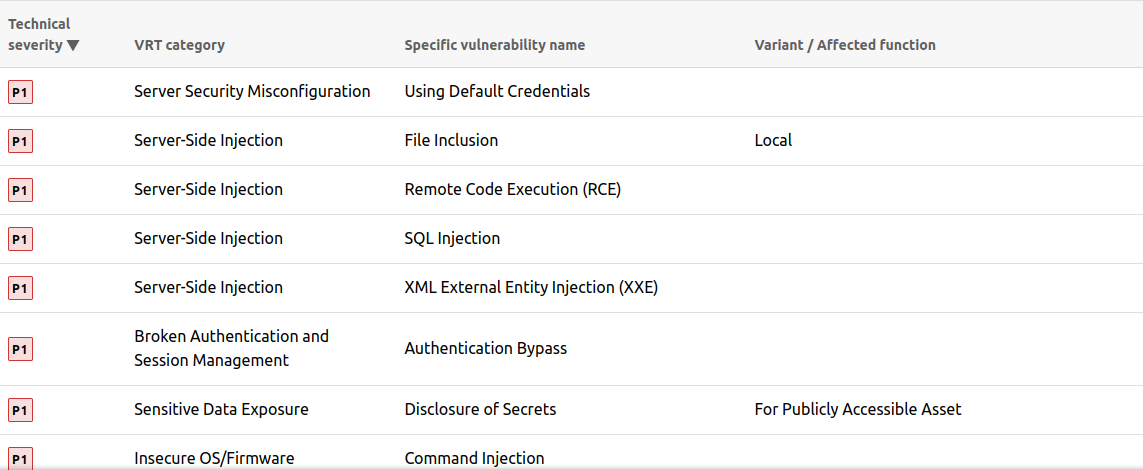 Technical severity ▼ VRT category Specific vulnerability name Variant / Affected function
P1 Server Security Misconfiguration Using Default Credentials
P1 Server-Side Injection File Inclusion Local
P1 Server-Side Injection Remote Code Execution (RCE)
P1 Server-Side Injection SQL Injection
P1 Server-Side Injection XML External Entity Injection (XXE)
P1 Broken Authentication and Session Management Authentication Bypass
P1 Sensitive Data Exposure Disclosure of Secrets For Publicly Accessible Asset
P1 Insecure OS/Firmware Command Injection